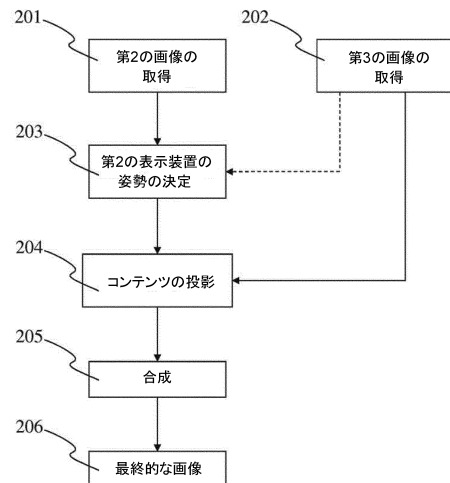 201
第2の画像の
取得
202
第3の画像の
取得
203
第2の表示装置の
姿勢の決定
204
コンテンツの投影
205
合成
206
最終的な画像